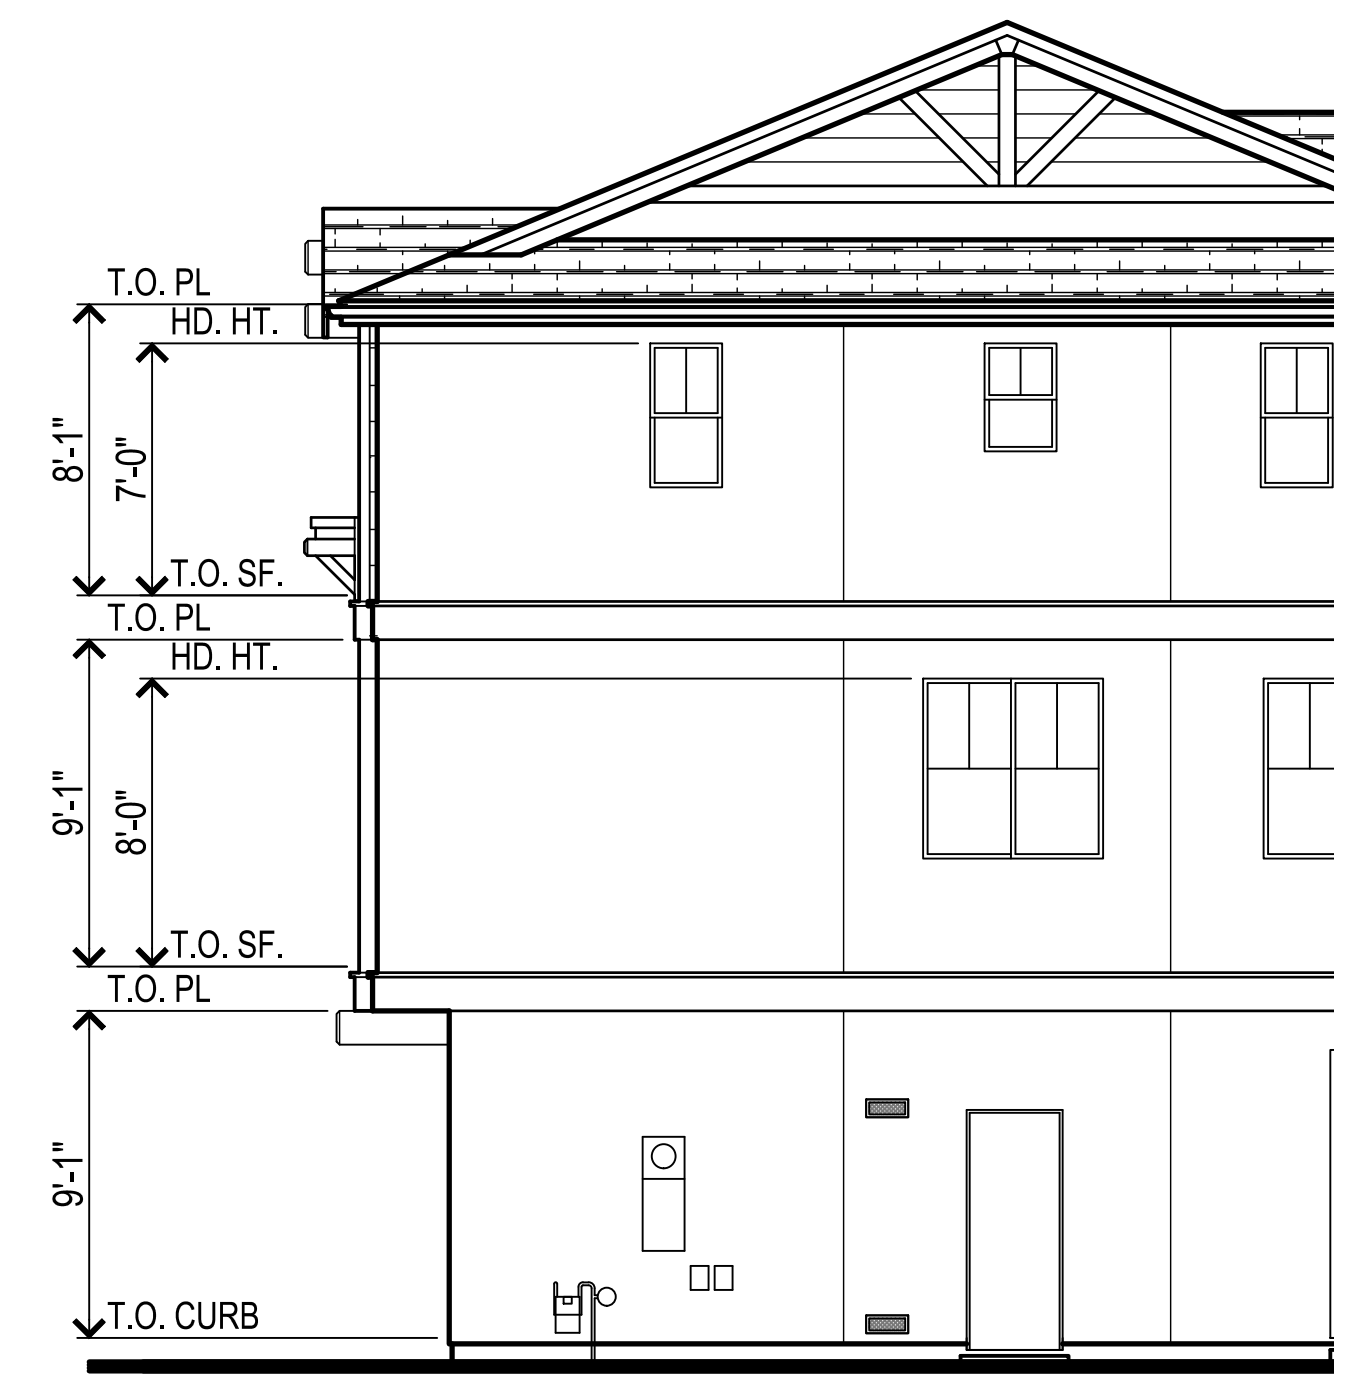 T.O. PL
HD. HT.
8'-1"
7'-0"
T.O. SF.
T.O. PL
HD. HT.
9'-1"
8'-0"
T.O. SF.
T.O. PL
9'-1"
T.O. CURB